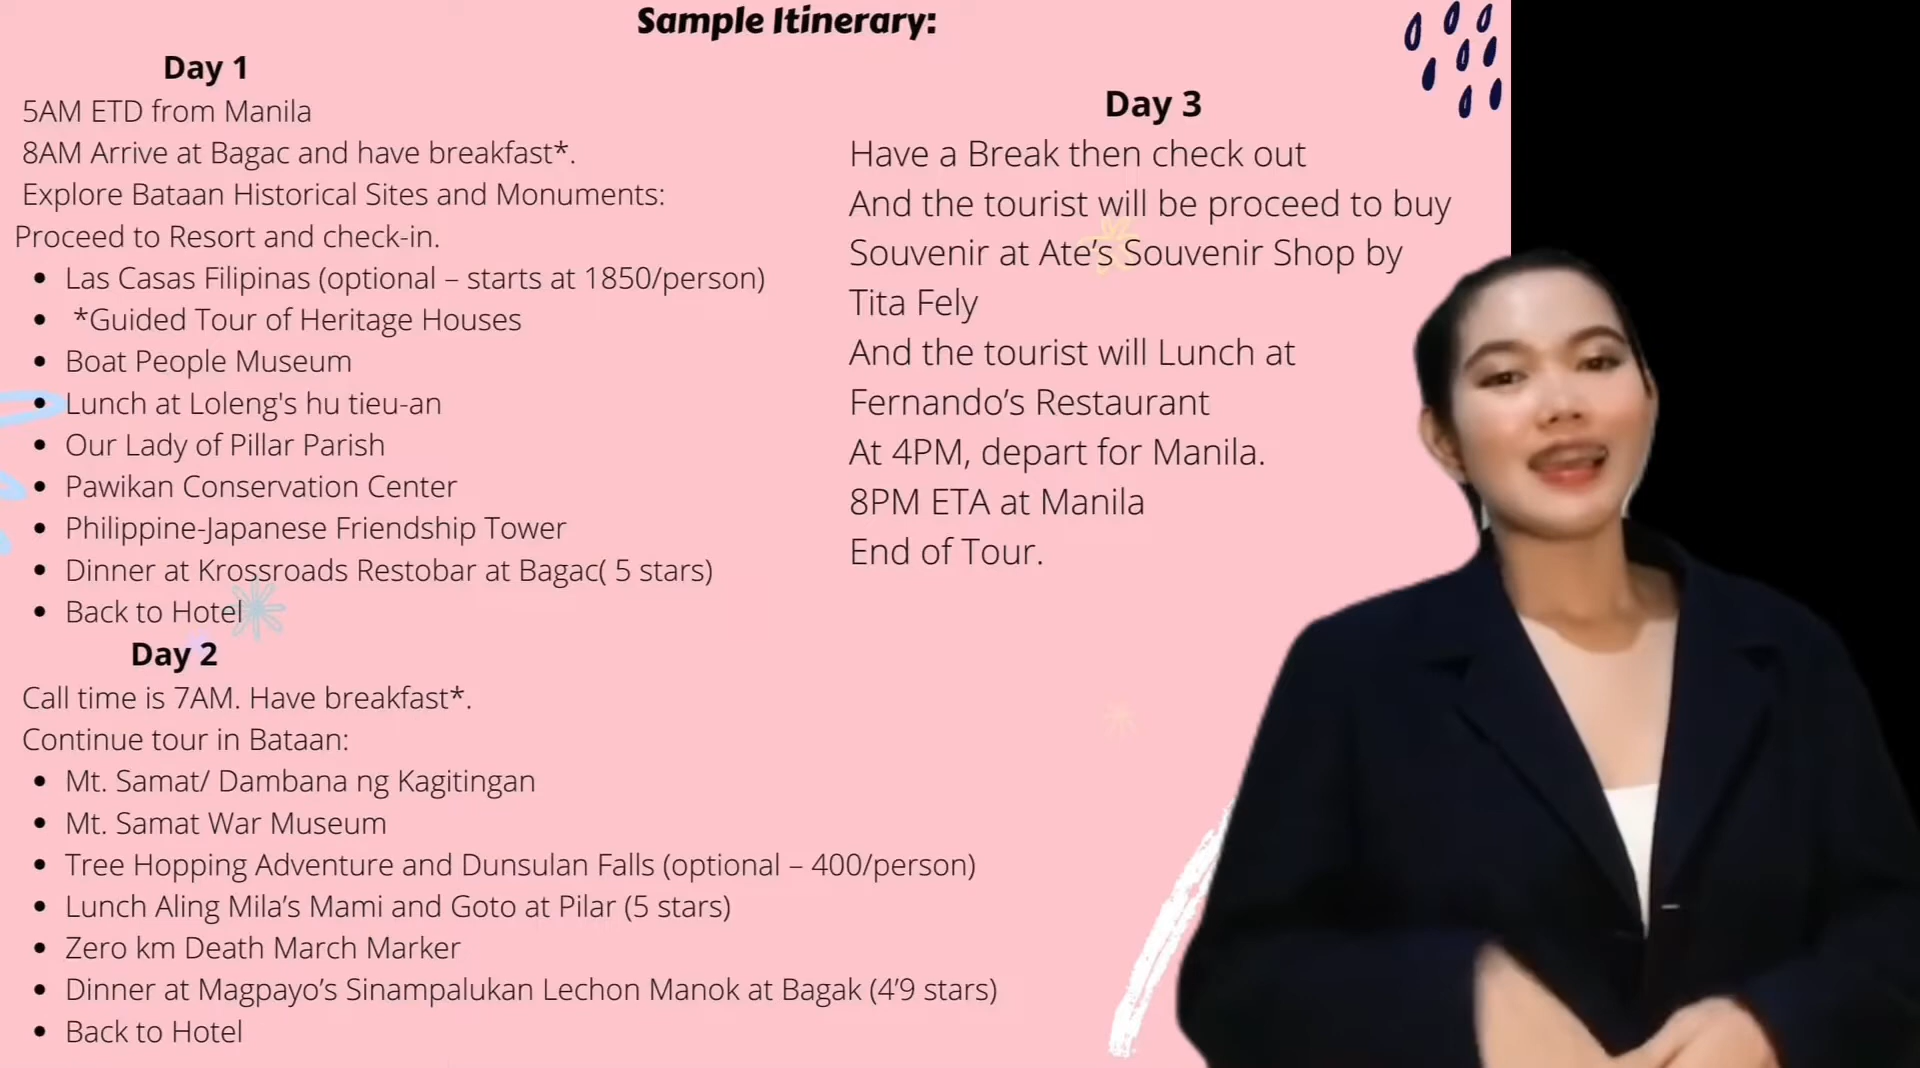 Sample Itinerary:
Day 1
5AM ETD from Manila
8AM Arrive at Bagac and have breakfast*.
Explore Bataan Historical Sites and Monuments:
Proceed to Resort and check-in.
• Las Casas Filipinas (optional – starts at 1850/person)
• *Guided Tour of Heritage Houses
• Boat People Museum
• Lunch at Loleng's hu tieu-an
• Our Lady of Pillar Parish
• Pawikan Conservation Center
• Philippine-Japanese Friendship Tower
• Dinner at Krossroads Restobar at Bagac( 5 stars)
• Back to Hotel
Day 2
Call time is 7AM. Have breakfast*.
Continue tour in Bataan:
• Mt. Samat/ Dambana ng Kagitingan
• Mt. Samat War Museum
• Tree Hopping Adventure and Dunsulan Falls (optional – 400/person)
• Lunch Aling Mila’s Mami and Goto at Pilar (5 stars)
• Zero km Death March Marker
• Dinner at Magpayo’s Sinampalukan Lechon Manok at Bagak (4’9 stars)
• Back to Hotel
Day 3
Have a Break then check out
And the tourist will be proceed to buy
Souvenir at Ate’s Souvenir Shop by
Tita Fely
And the tourist will Lunch at
Fernando’s Restaurant
At 4PM, depart for Manila.
8PM ETA at Manila
End of Tour.